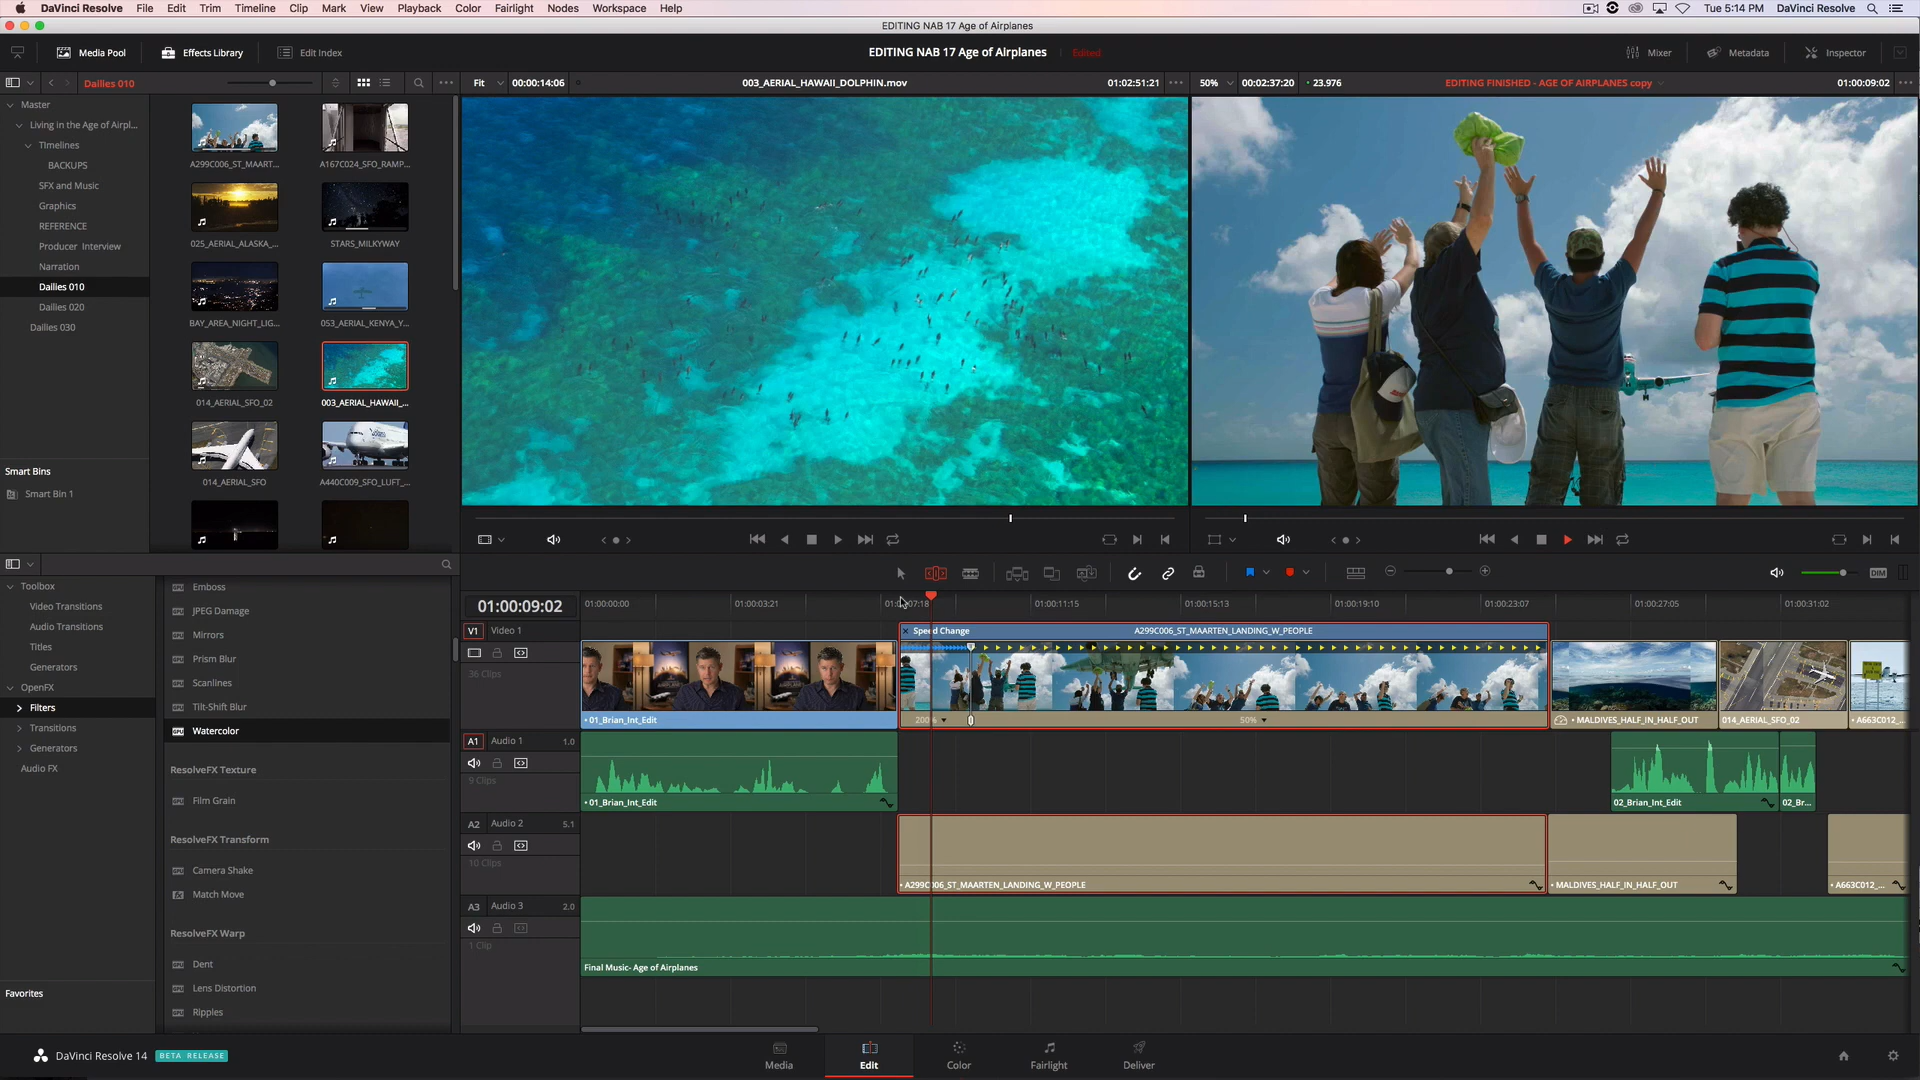 DaVinci Resolve File Edit Trim Timeline Clip Mark View Playback Color Fairlight Nodes Workspace Help
Tue 5:14 PM DaVinci Resolve
EDITING NAB 17 Age of Airplanes
Media Pool Effects Library Edit Index
EDITING NAB 17 Age of Airplanes Edited
Mixer Metadata Inspector
Dailies 010
Fit 00:00:14:06 003_AERIAL_HAWAII_DOLPHIN.mov 01:02:51:21
50% 00:02:37:20 23.976 EDITING FINISHED - AGE OF AIRPLANES copy 01:00:09:02
Master
Living in the Age of Airpl...
Timelines
BACKUPS
SFX and Music
Graphics
REFERENCE
Producer Interview
Narration
Dailies 010
Dailies 020
Dailies 030
Smart Bins
Smart Bin 1
A299C006_ST_MAART... A167C024_SFO_RAMP...
025_AERIAL_ALASKA_... STARS_MILKYWAY
BAY_AREA_NIGHT_LIG... 053_AERIAL_KENYA_Y...
014_AERIAL_SFO_02 003_AERIAL_HAWAII_...
014_AERIAL_SFO A440C009_SFO_LUFT_...
Toolbox
Video Transitions
Audio Transitions
Titles
Generators
OpenFX
Filters
Transitions
Generators
Audio FX
Favorites
Emboss
JPEG Damage
Mirrors
Prism Blur
Scanlines
Tilt-Shift Blur
Watercolor
ResolveFX Texture
Film Grain
ResolveFX Transform
Camera Shake
Match Move
ResolveFX Warp
Dent
Lens Distortion
Ripples
DIM
01:00:09:02
01:00:00:00 01:00:03:21 01:00:11:15 01:00:15:13 01:00:19:10 01:00:23:07 01:00:27:05 01:00:31:02
V1 Video 1
36 Clips
Speed Change A299C006_ST_MAARTEN_LANDING_W_PEOPLE
01_Brian_Int_Edit 50% MALDIVES_HALF_IN_HALF_OUT 014_AERIAL_SFO_02 A663C012_...
A1 Audio 1 1.0
9 Clips
01_Brian_Int_Edit 02_Brian_Int_Edit 02_Br...
A2 Audio 2 5.1
10 Clips
MALDIVES_HALF_IN_HALF_OUT A663C012_...
A3 Audio 3 2.0
1 Clip
Final Music- Age of Airplanes
DaVinci Resolve 14 BETA RELEASE
Media Edit Color Fairlight Deliver